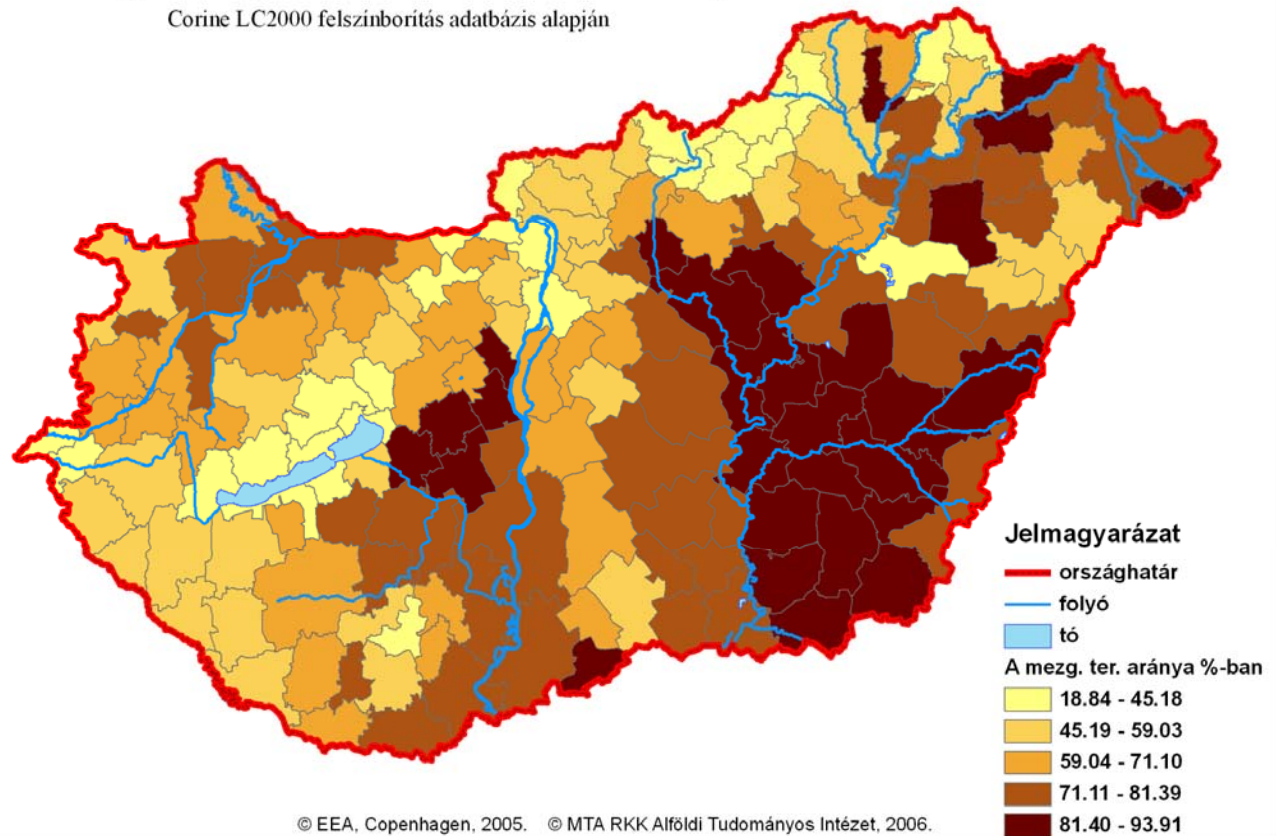 Corine LC2000 felszínborítás adatbázis alapján
Jelmagyarázat
országhatár
folyó
tó
A mezg. ter. aránya %-ban
18.84 - 45.18
45.19 - 59.03
59.04 - 71.10
71.11 - 81.39
81.40 - 93.91
© EEA, Copenhagen, 2005. © MTA RKK Alföldi Tudományos Intézet, 2006.